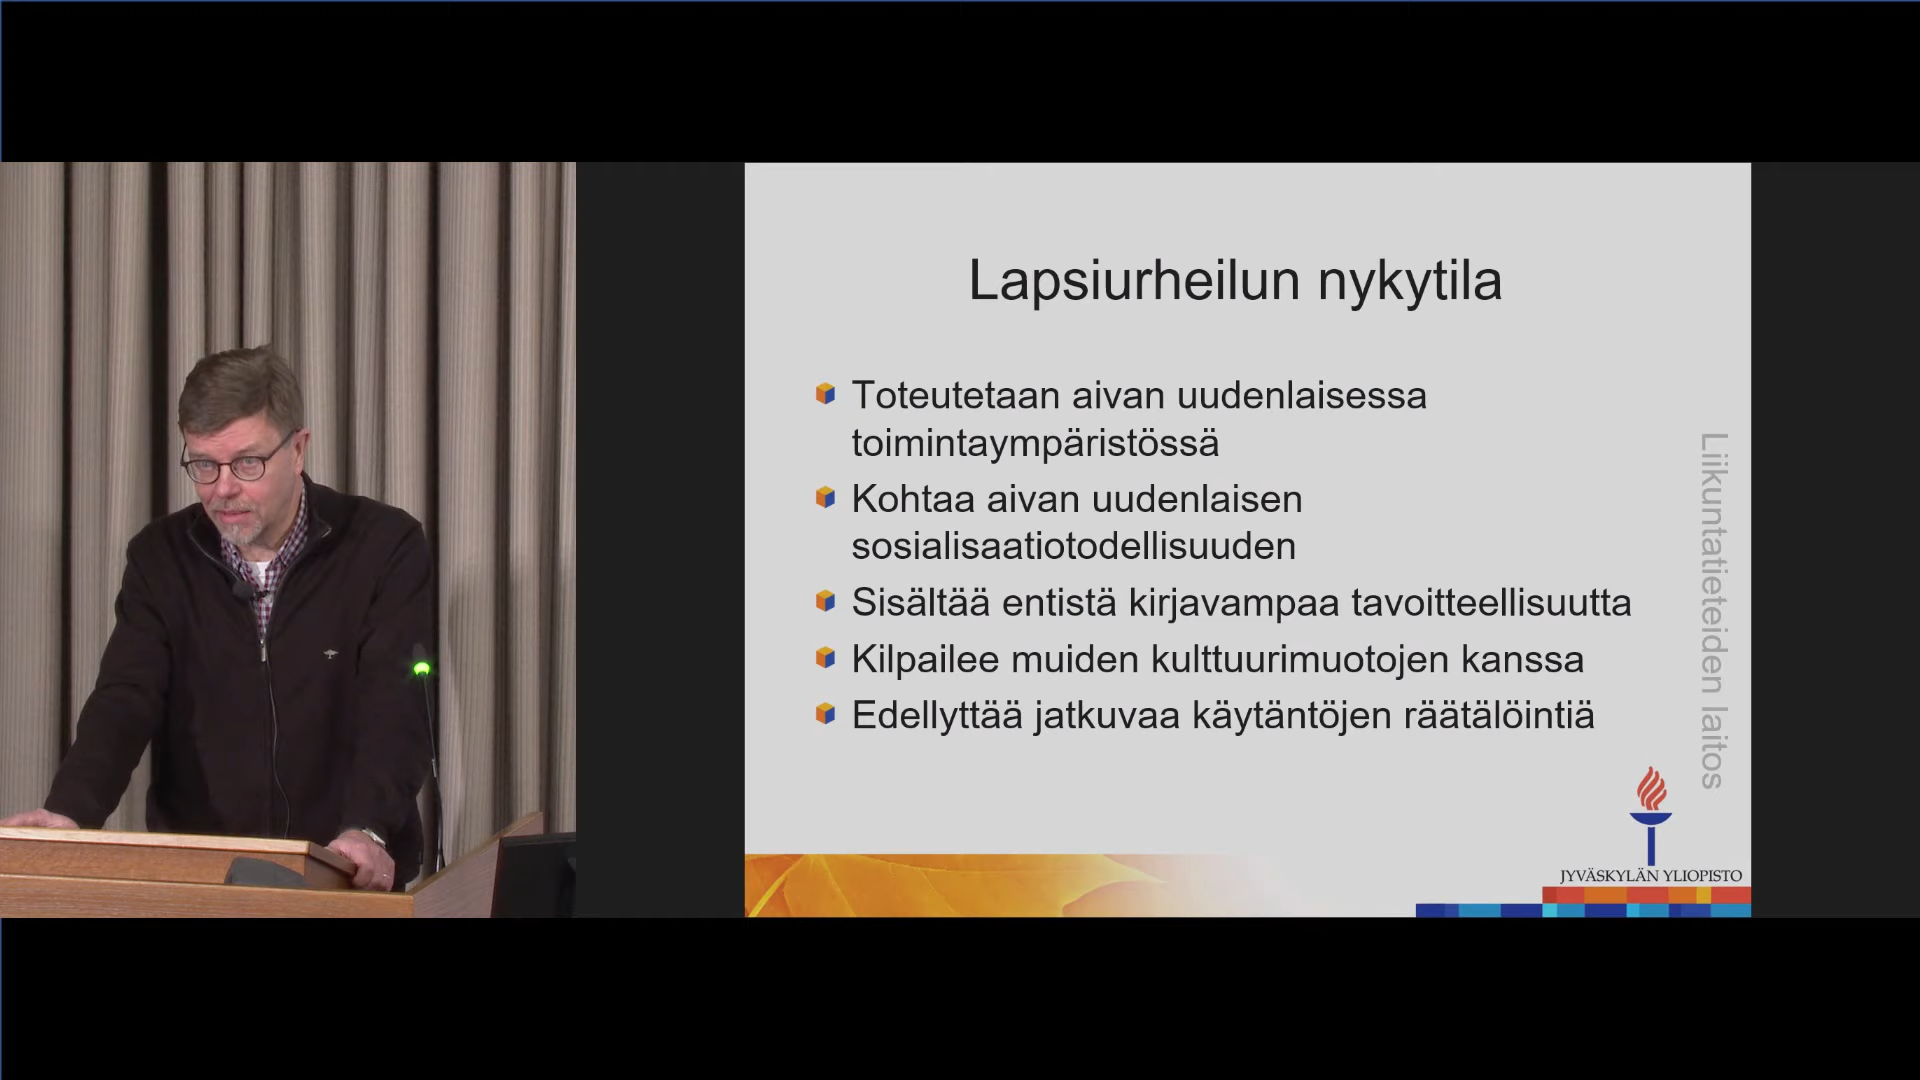 Lapsiurheilun nykytila
Toteutetaan aivan uudenlaisessa
toimintaympäristössä
Kohtaa aivan uudenlaisen
sosialisaatiotodellisuuden
Sisältää entistä kirjavampaa tavoitteellisuutta
Kilpailee muiden kulttuurimuotojen kanssa
Edellyttää jatkuvaa käytäntöjen räätälöintiä
Liikuntatieteiden laitos
JYVÄSKYLÄN YLIOPISTO